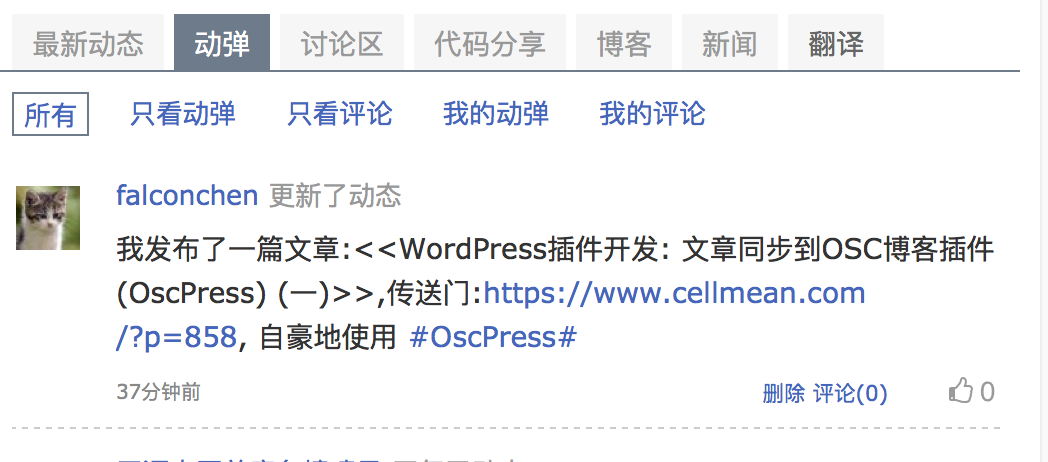 最新动态 动弹 讨论区 代码分享 博客 新闻 翻译
所有 只看动弹 只看评论 我的动弹 我的评论
falconchen 更新了动态
我发布了一篇文章:<<WordPress插件开发: 文章同步到OSC博客插件
(OscPress) (一)>>,传送门:https://www.cellmean.com
/?p=858, 自豪地使用 #OscPress#
37分钟前 删除 评论(0) 0